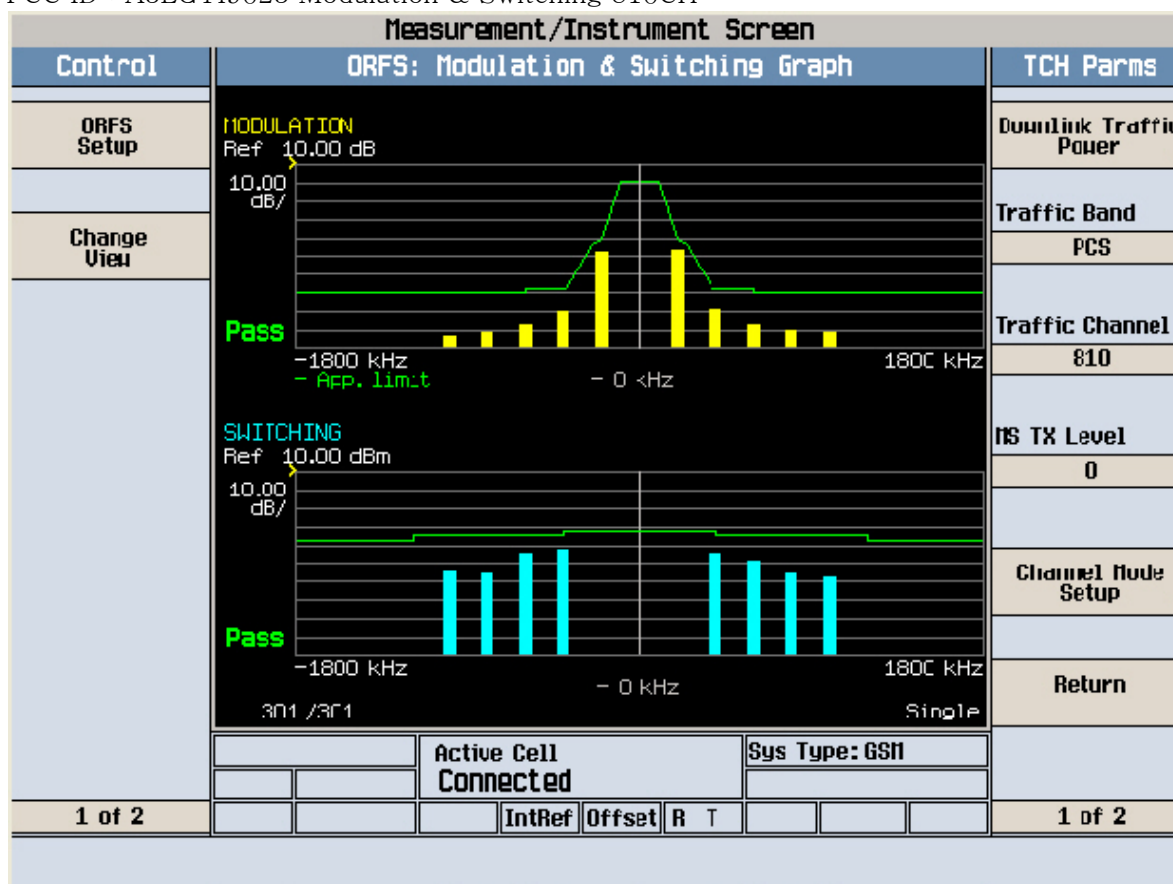 Measurement/Instrument Screen
Control
ORFS: Modulation & Switching Graph
TCH Parms
ORFS
Setup
Change
View
1 of 2
MODULATION
Ref 10.00 dB
10.00
dB/
Pass
-1800 kHz
1800 kHz
- App. limit
- 0 kHz
SWITCHING
Ref 10.00 dBm
10.00
dB/
Pass
-1800 kHz
1800 kHz
- 0 kHz
301 /301
Single
Active Cell
Connected
Sys Type: GSM
IntRef
Offset
R T
Downlink Traffic
Power
Traffic Band
PCS
Traffic Channel
810
MS TX Level
0
Channel Mode
Setup
Return
1 of 2